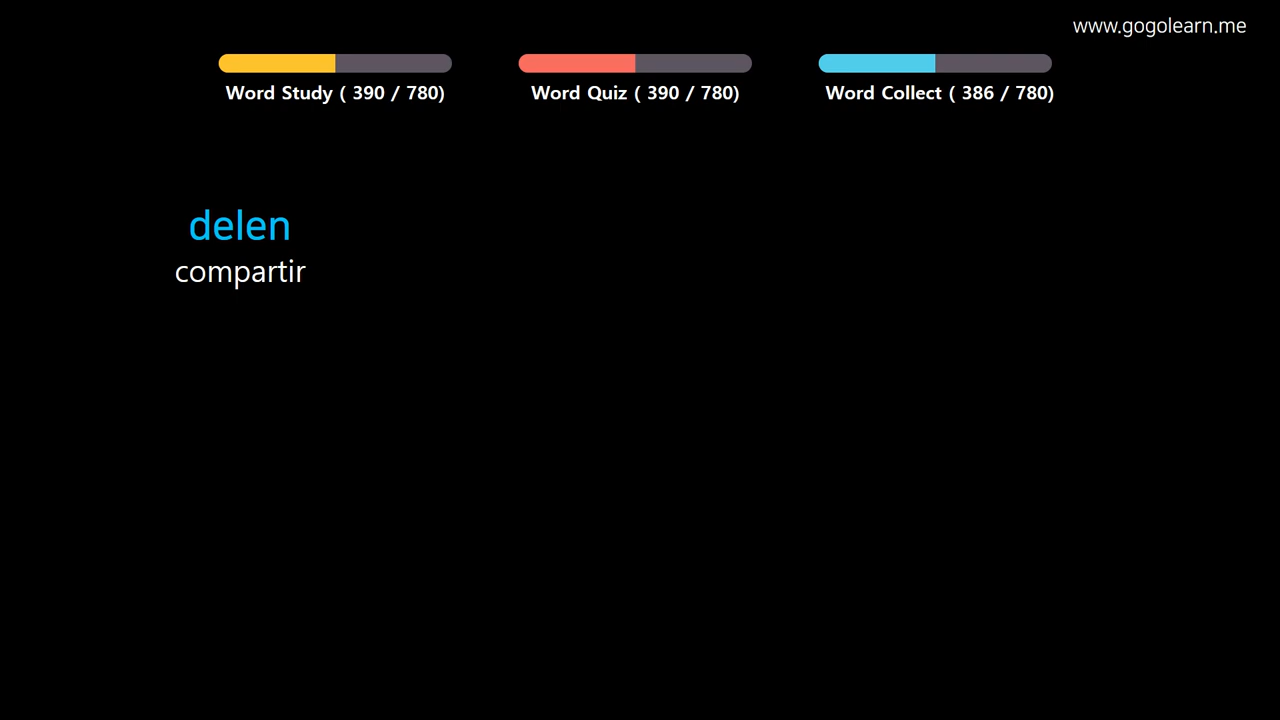 www.gogolearn.me
Word Study ( 390 / 780)
Word Quiz ( 390 / 780)
Word Collect ( 386 / 780)
delen
compartir